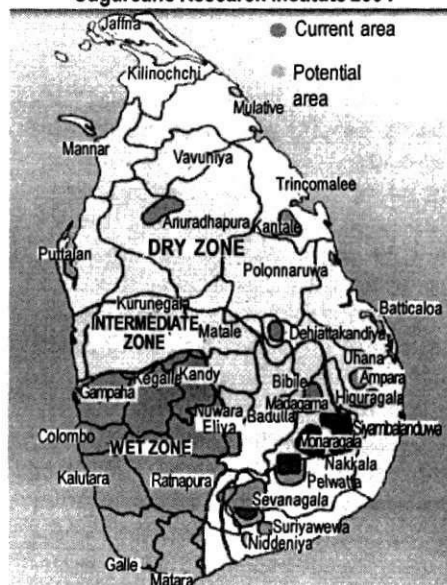 Sugarcane Research Institute 2004
Current area
Potential
area
Jaffna
Kilinochchi
Mulative
Mannar
Vavuniya
Trincomalee
Anuradhapura
Kantale
DRY ZONE
Puttalan
Polonnaruwa
Kurunegala
Batticaloa
INTERMEDIATE
ZONE
Matale
Dehjattakandiya
Uhana
Kegalle
Kandy
Ampara
Gampaha
Bibile
Higuragala
Madagama
Nuwara
Eliya
Badulla
Siyambalanduwa
Colombo
WET ZONE
Monaragala
Nakkala
Kalutara
Ratnapura
Pelwatta
Sevanagala
Suriyawewa
Niddeniya
Galle
Matara